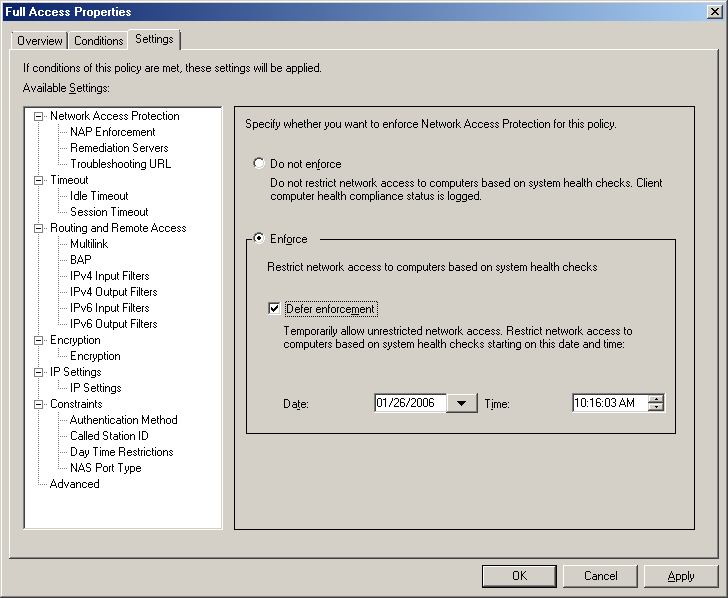 Full Access Properties
Overview
Conditions
Settings
If conditions of this policy are met, these settings will be applied.
Available Settings:
Network Access Protection
NAP Enforcement
Remediation Servers
Troubleshooting URL
Timeout
Idle Timeout
Session Timeout
Routing and Remote Access
Multilink
BAP
IPv4 Input Filters
IPv4 Output Filters
IPv6 Input Filters
IPv6 Output Filters
Encryption
Encryption
IP Settings
IP Settings
Constraints
Authentication Method
Called Station ID
Day Time Restrictions
NAS Port Type
Advanced
Specify whether you want to enforce Network Access Protection for this policy.
Do not enforce
Do not restrict network access to computers based on system health checks. Client
computer health compliance status is logged.
Enforce
Restrict network access to computers based on system health checks
Defer enforcement
Temporarily allow unrestricted network access. Restrict network access to
computers based on system health checks starting on this date and time:
Date:
01/26/2006
Time:
10:16:03 AM
OK
Cancel
Apply